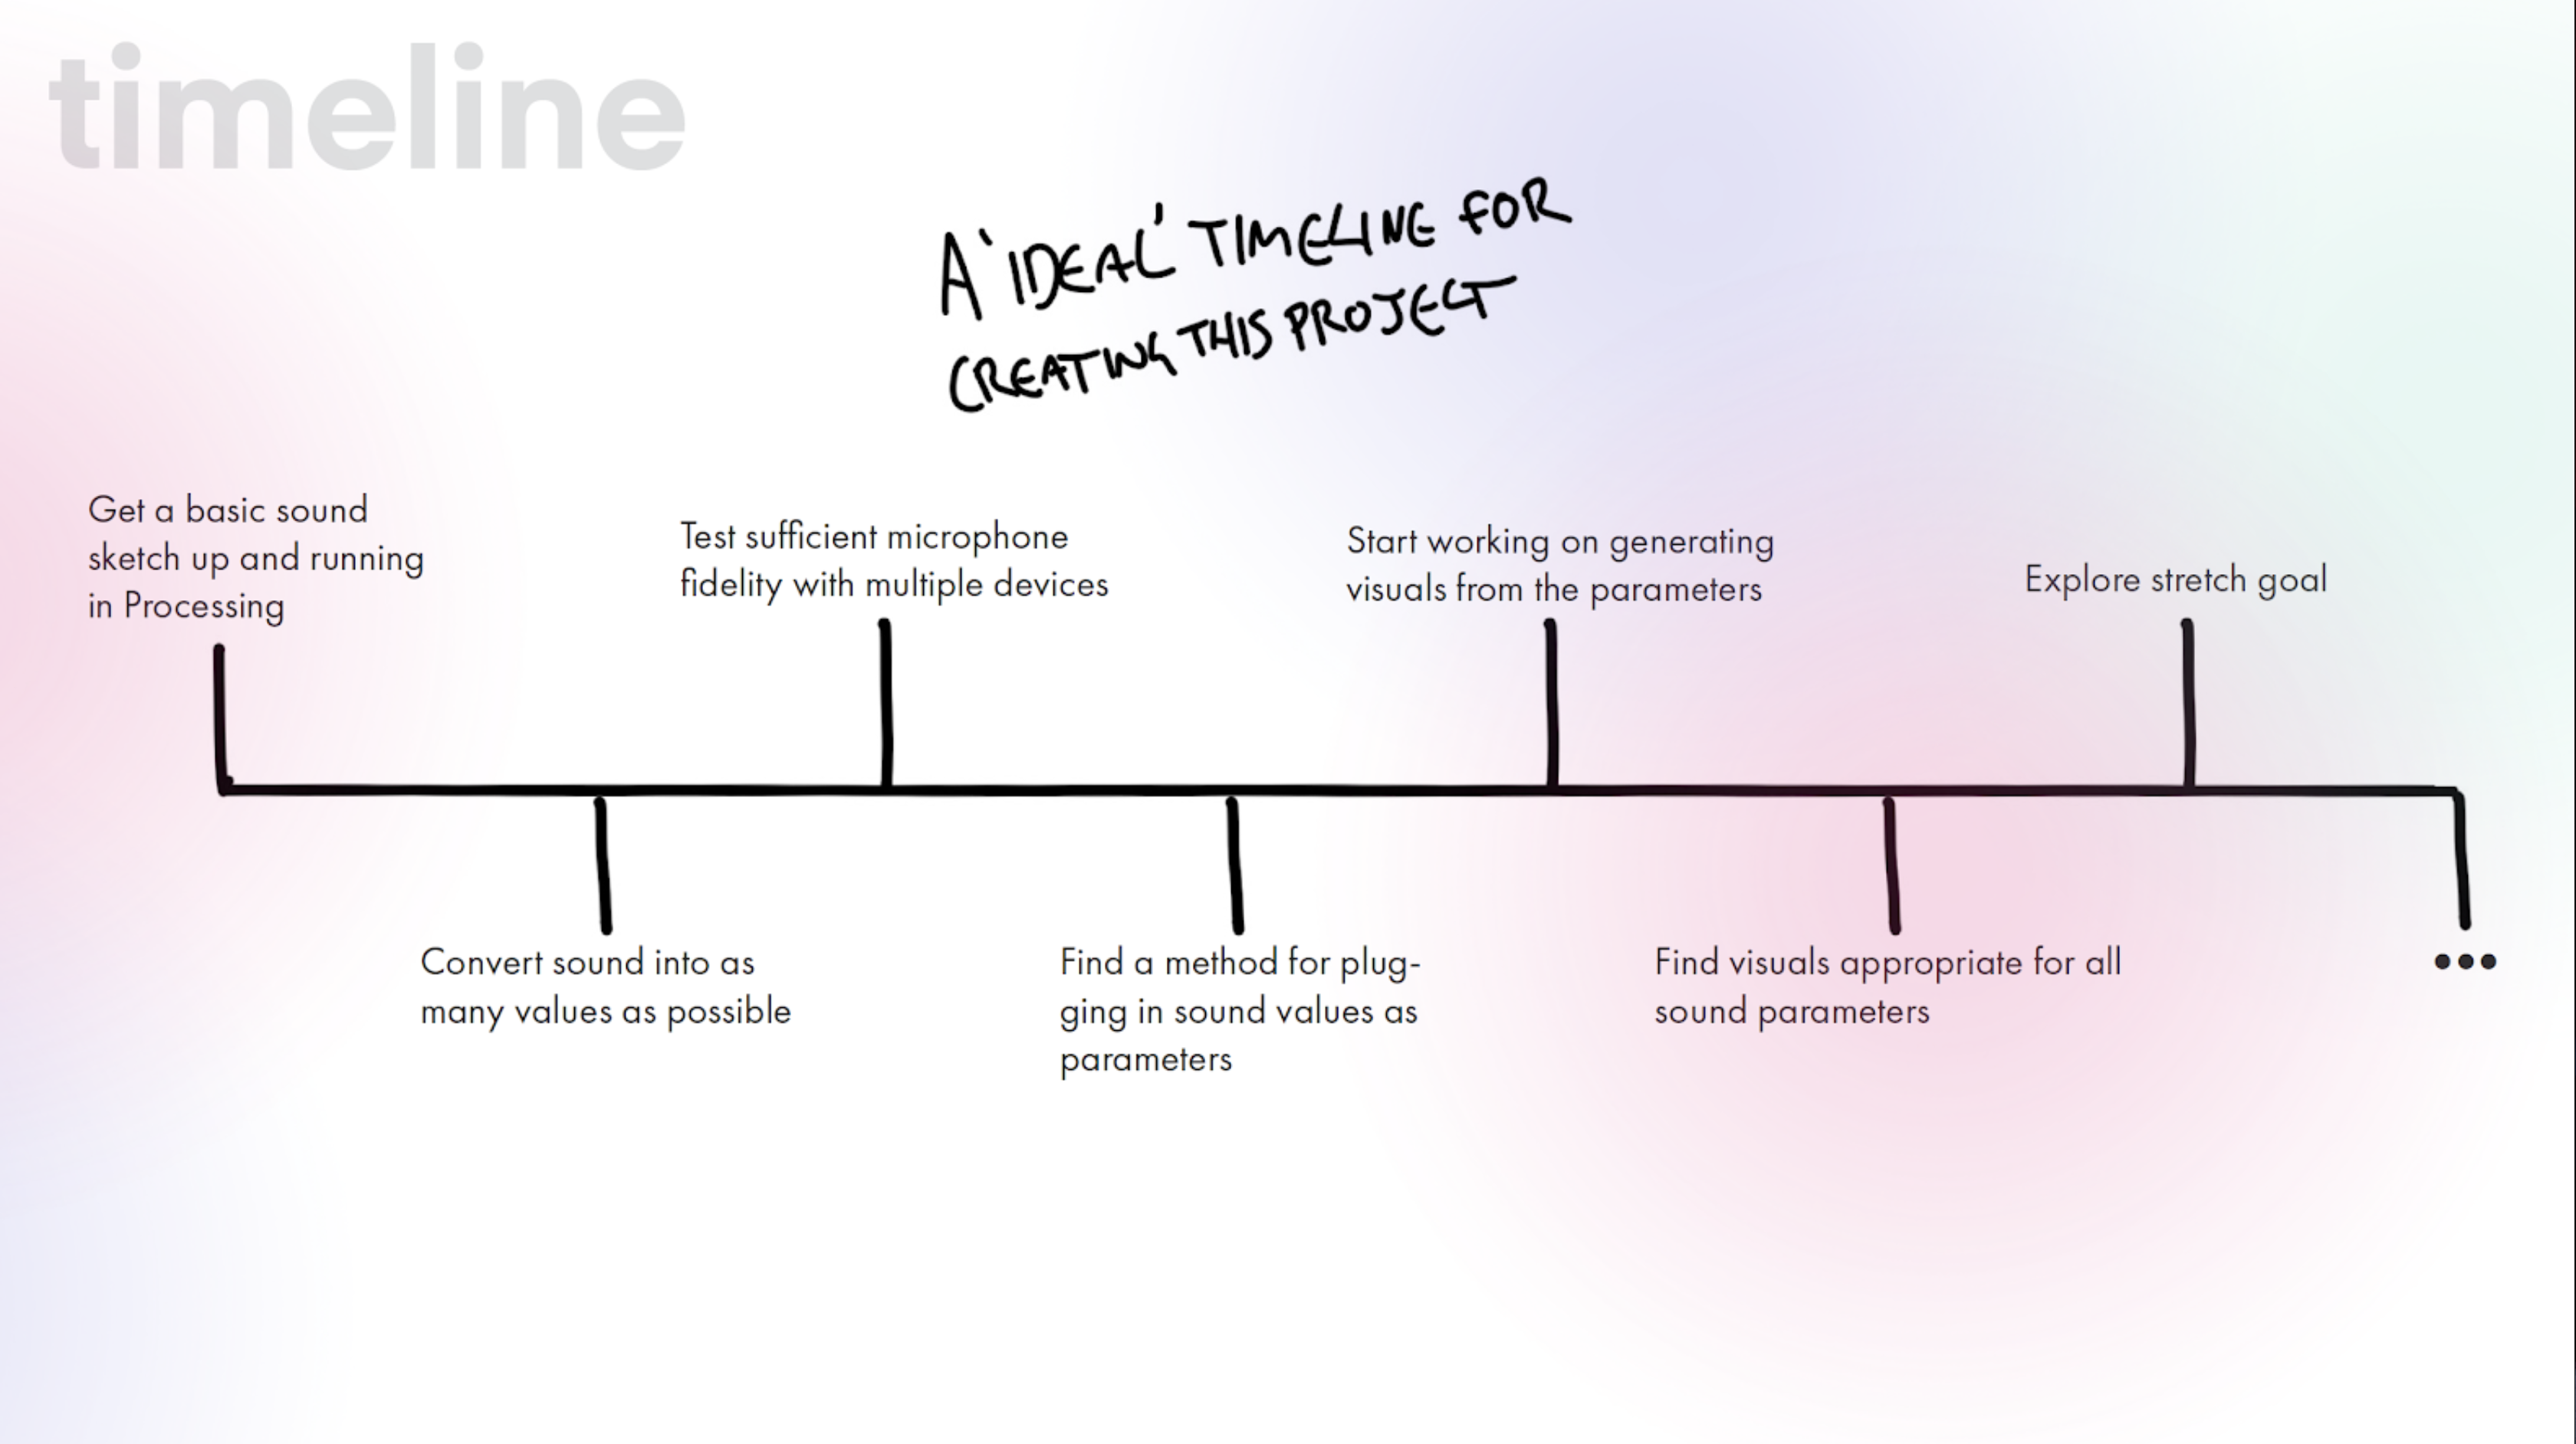 timeline
A 'IDEAL' TIMELINE FOR
CREATING THIS PROJECT
Get a basic sound
sketch up and running
in Processing
Convert sound into as
many values as possible
Test sufficient microphone
fidelity with multiple devices
Find a method for plug-
ging in sound values as
parameters
Start working on generating
visuals from the parameters
Find visuals appropriate for all
sound parameters
Explore stretch goal
•••